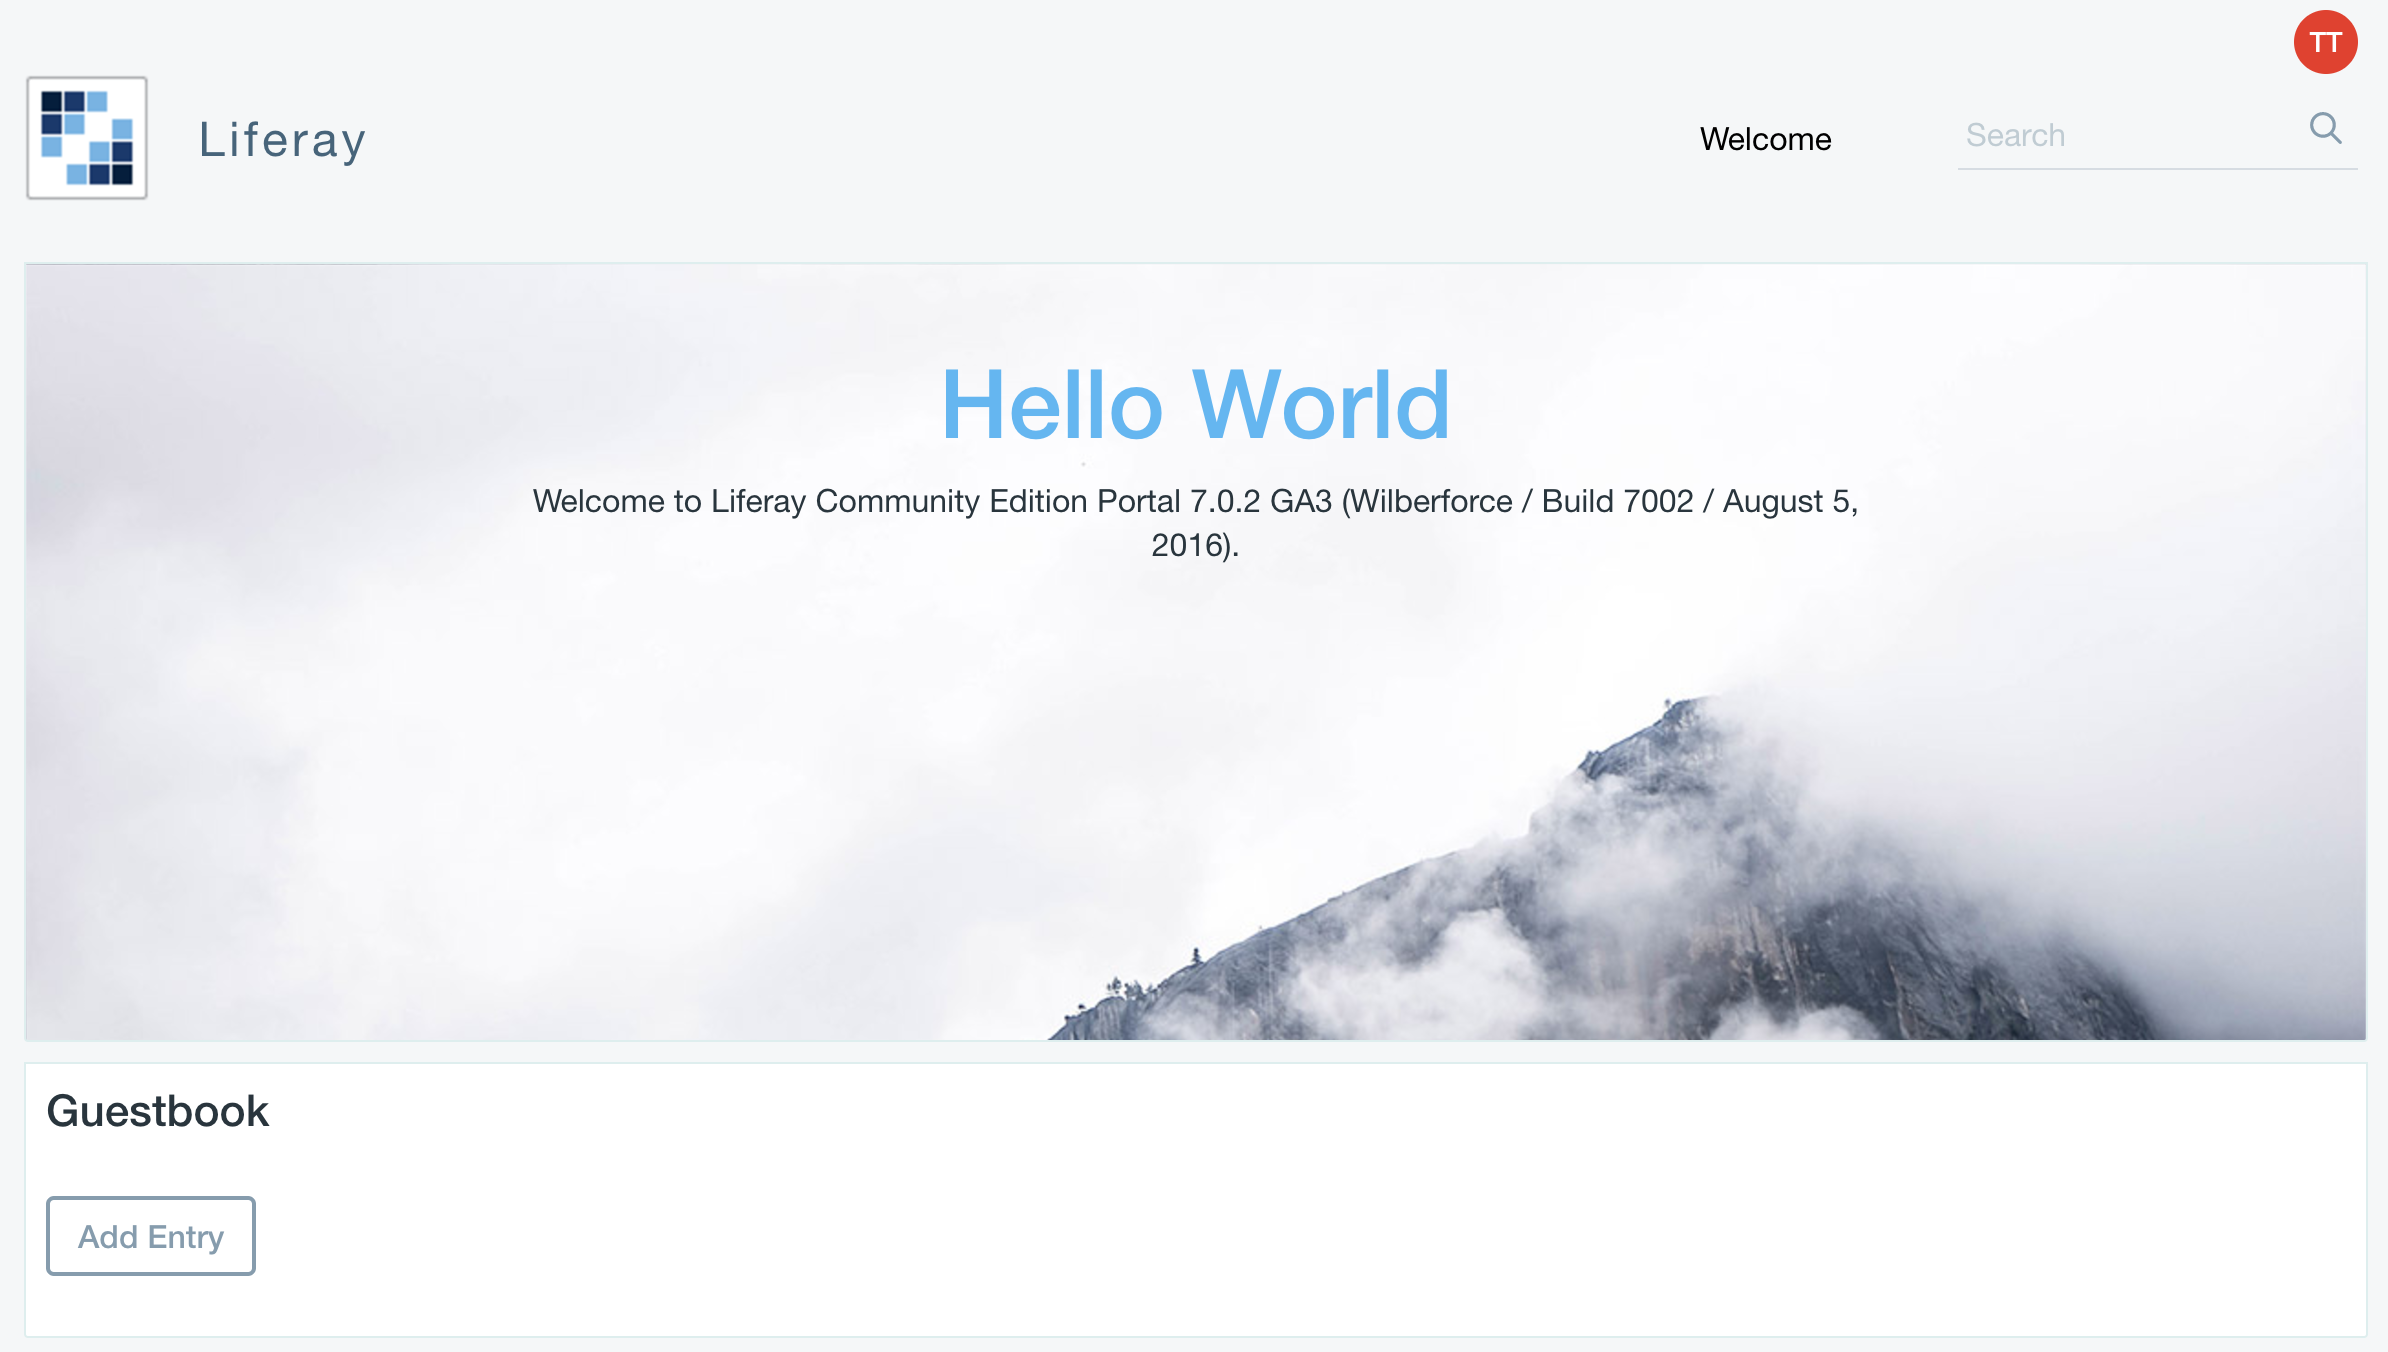 TT
Liferay
Welcome
Search
Hello World
Welcome to Liferay Community Edition Portal 7.0.2 GA3 (Wilberforce / Build 7002 / August 5,
2016).
Guestbook
Add Entry